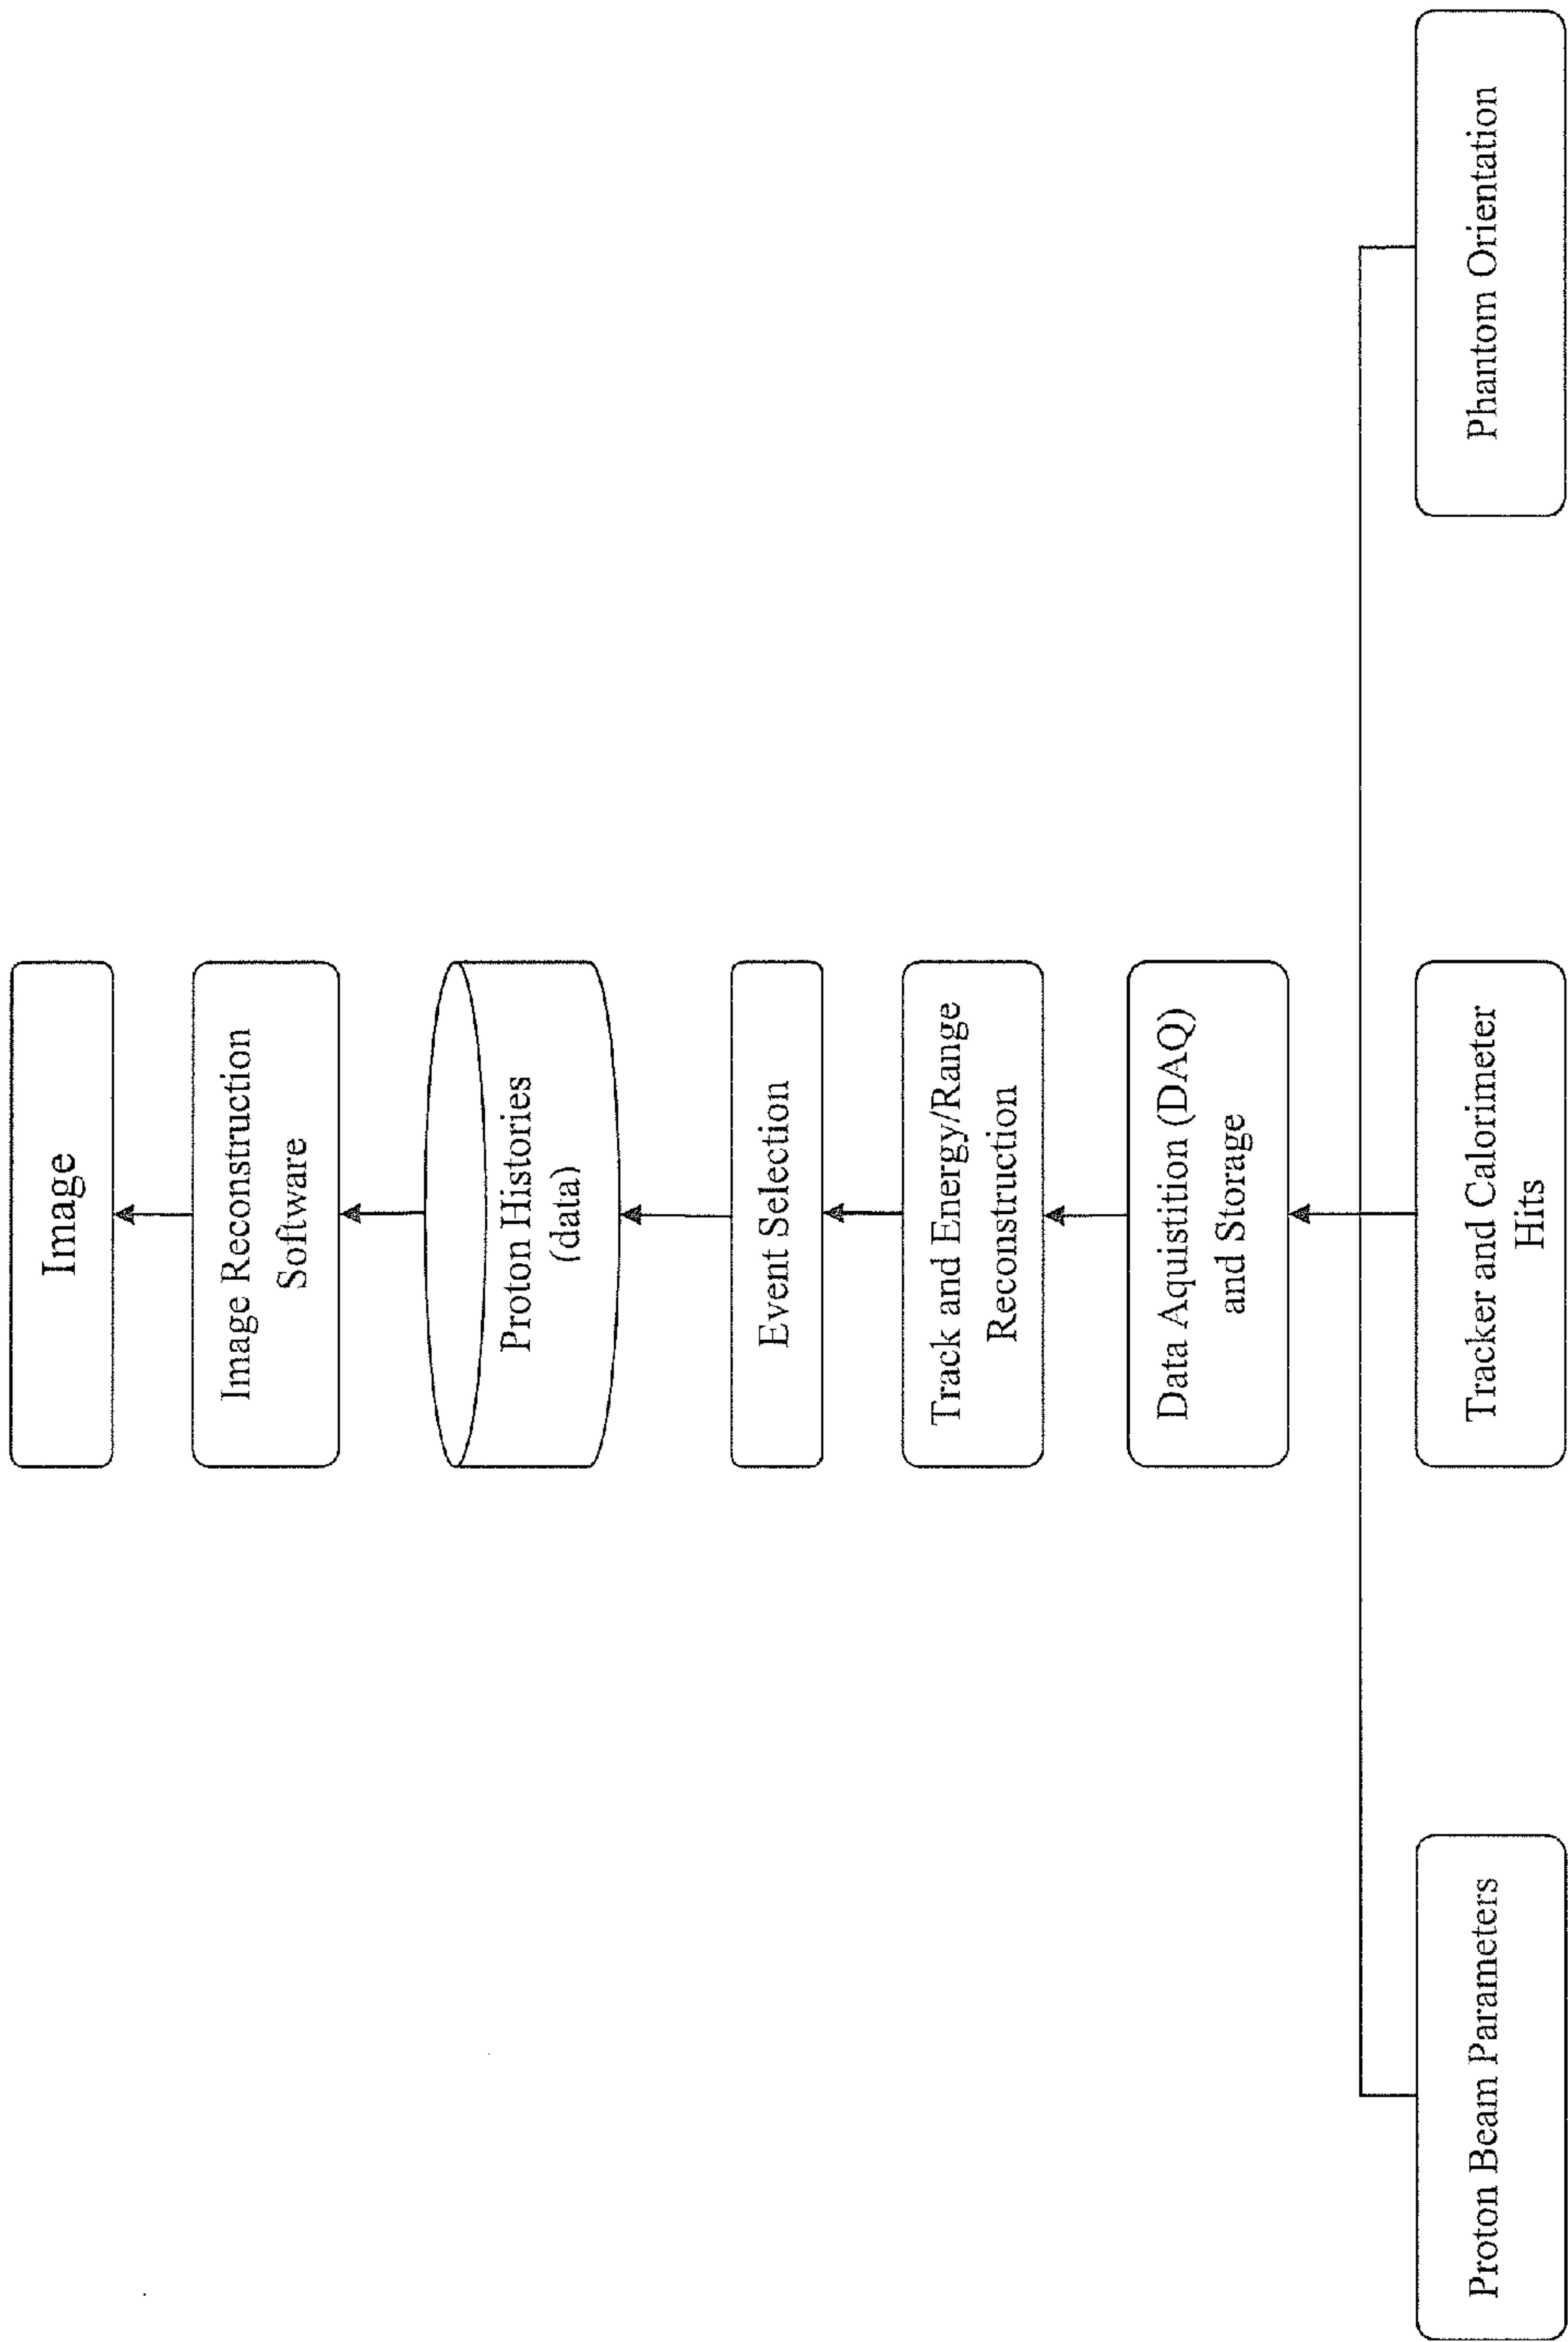 Image
Image Reconstruction
Software
Proton Histories
(data)
Event Selection
Track and Energy/Range
Reconstruction
Data Aquistition (DAQ)
and Storage
Proton Beam Parameters
Tracker and Calorimeter
Hits
Phantom Orientation